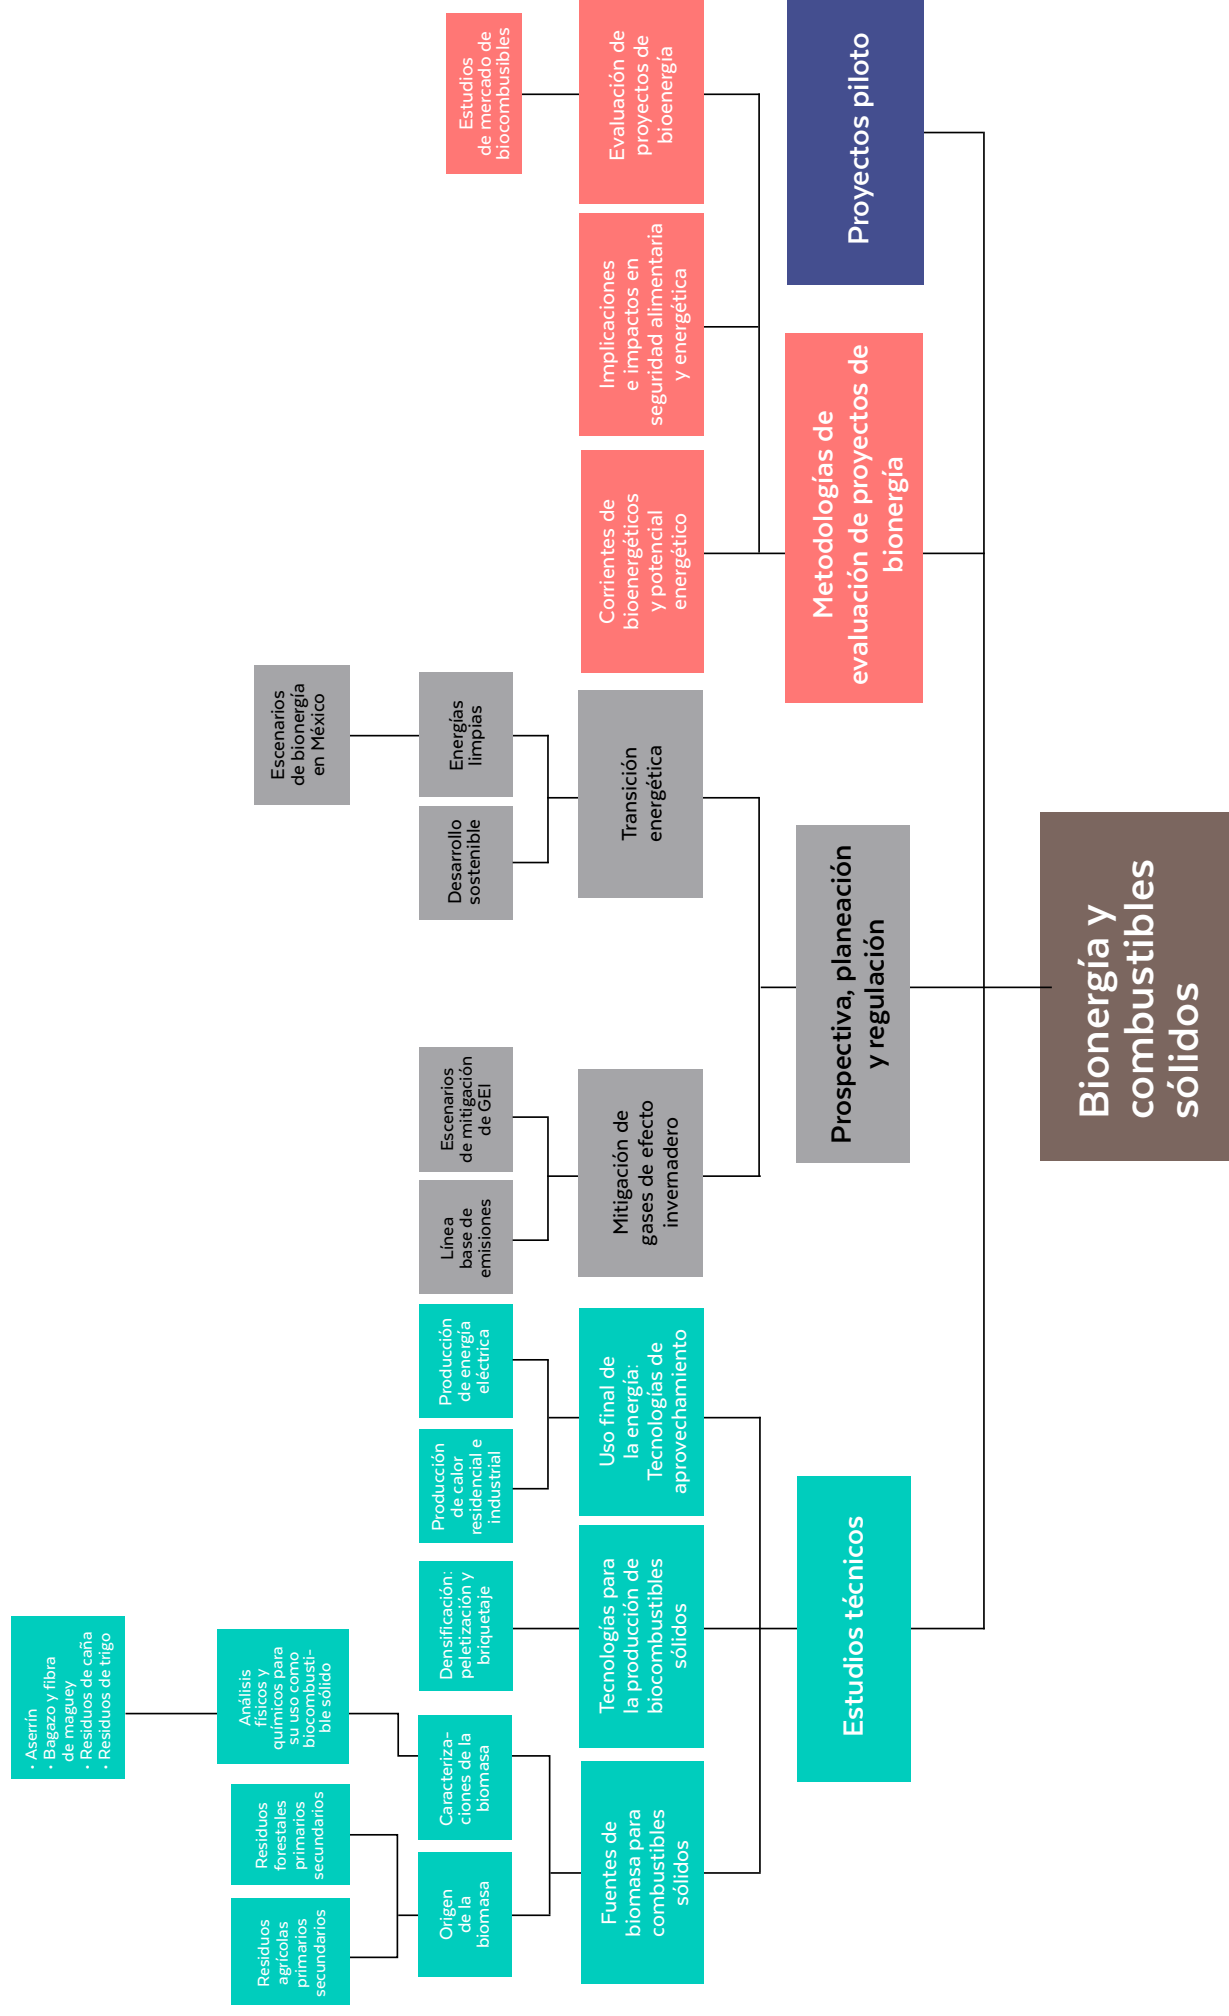 Bionergía y
combustibles
sólidos
Estudios técnicos
Fuentes de
biomasa para
combustibles
sólidos
Origen
de la
biomasa
Residuos
agrícolas
primarios
secundarios
Residuos
forestales
primarios
secundarios
Caracteriza-
ciones de la
biomasa
Análisis
físicos y
químicos para
su uso como
biocombusti-
ble sólido
• Aserrín
• Bagazo y fibra
de maguey
• Residuos de caña
• Residuos de trigo
Tecnologías para
la producción de
biocombustibles
sólidos
Densificación:
peletización y
briquetaje
Uso final de
la energía:
Tecnologías de
aprovechamiento
Producción
de calor
residencial e
industrial
Producción
de energía
eléctrica
Prospectiva, planeación
y regulación
Mitigación de
gases de efecto
invernadero
Línea
base de
emisiones
Escenarios
de mitigación
de GEI
Transición
energética
Desarrollo
sostenible
Energías
limpias
Escenarios
de bionergía
en México
Metodologías de
evaluación de proyectos de
bionergía
Corrientes de
bioenergéticos
y potencial
energético
Implicaciones
e impactos en
seguridad alimentaria
y energética
Evaluación de
proyectos de
bioenergía
Estudios
de mercado de
biocombusibles
Proyectos piloto